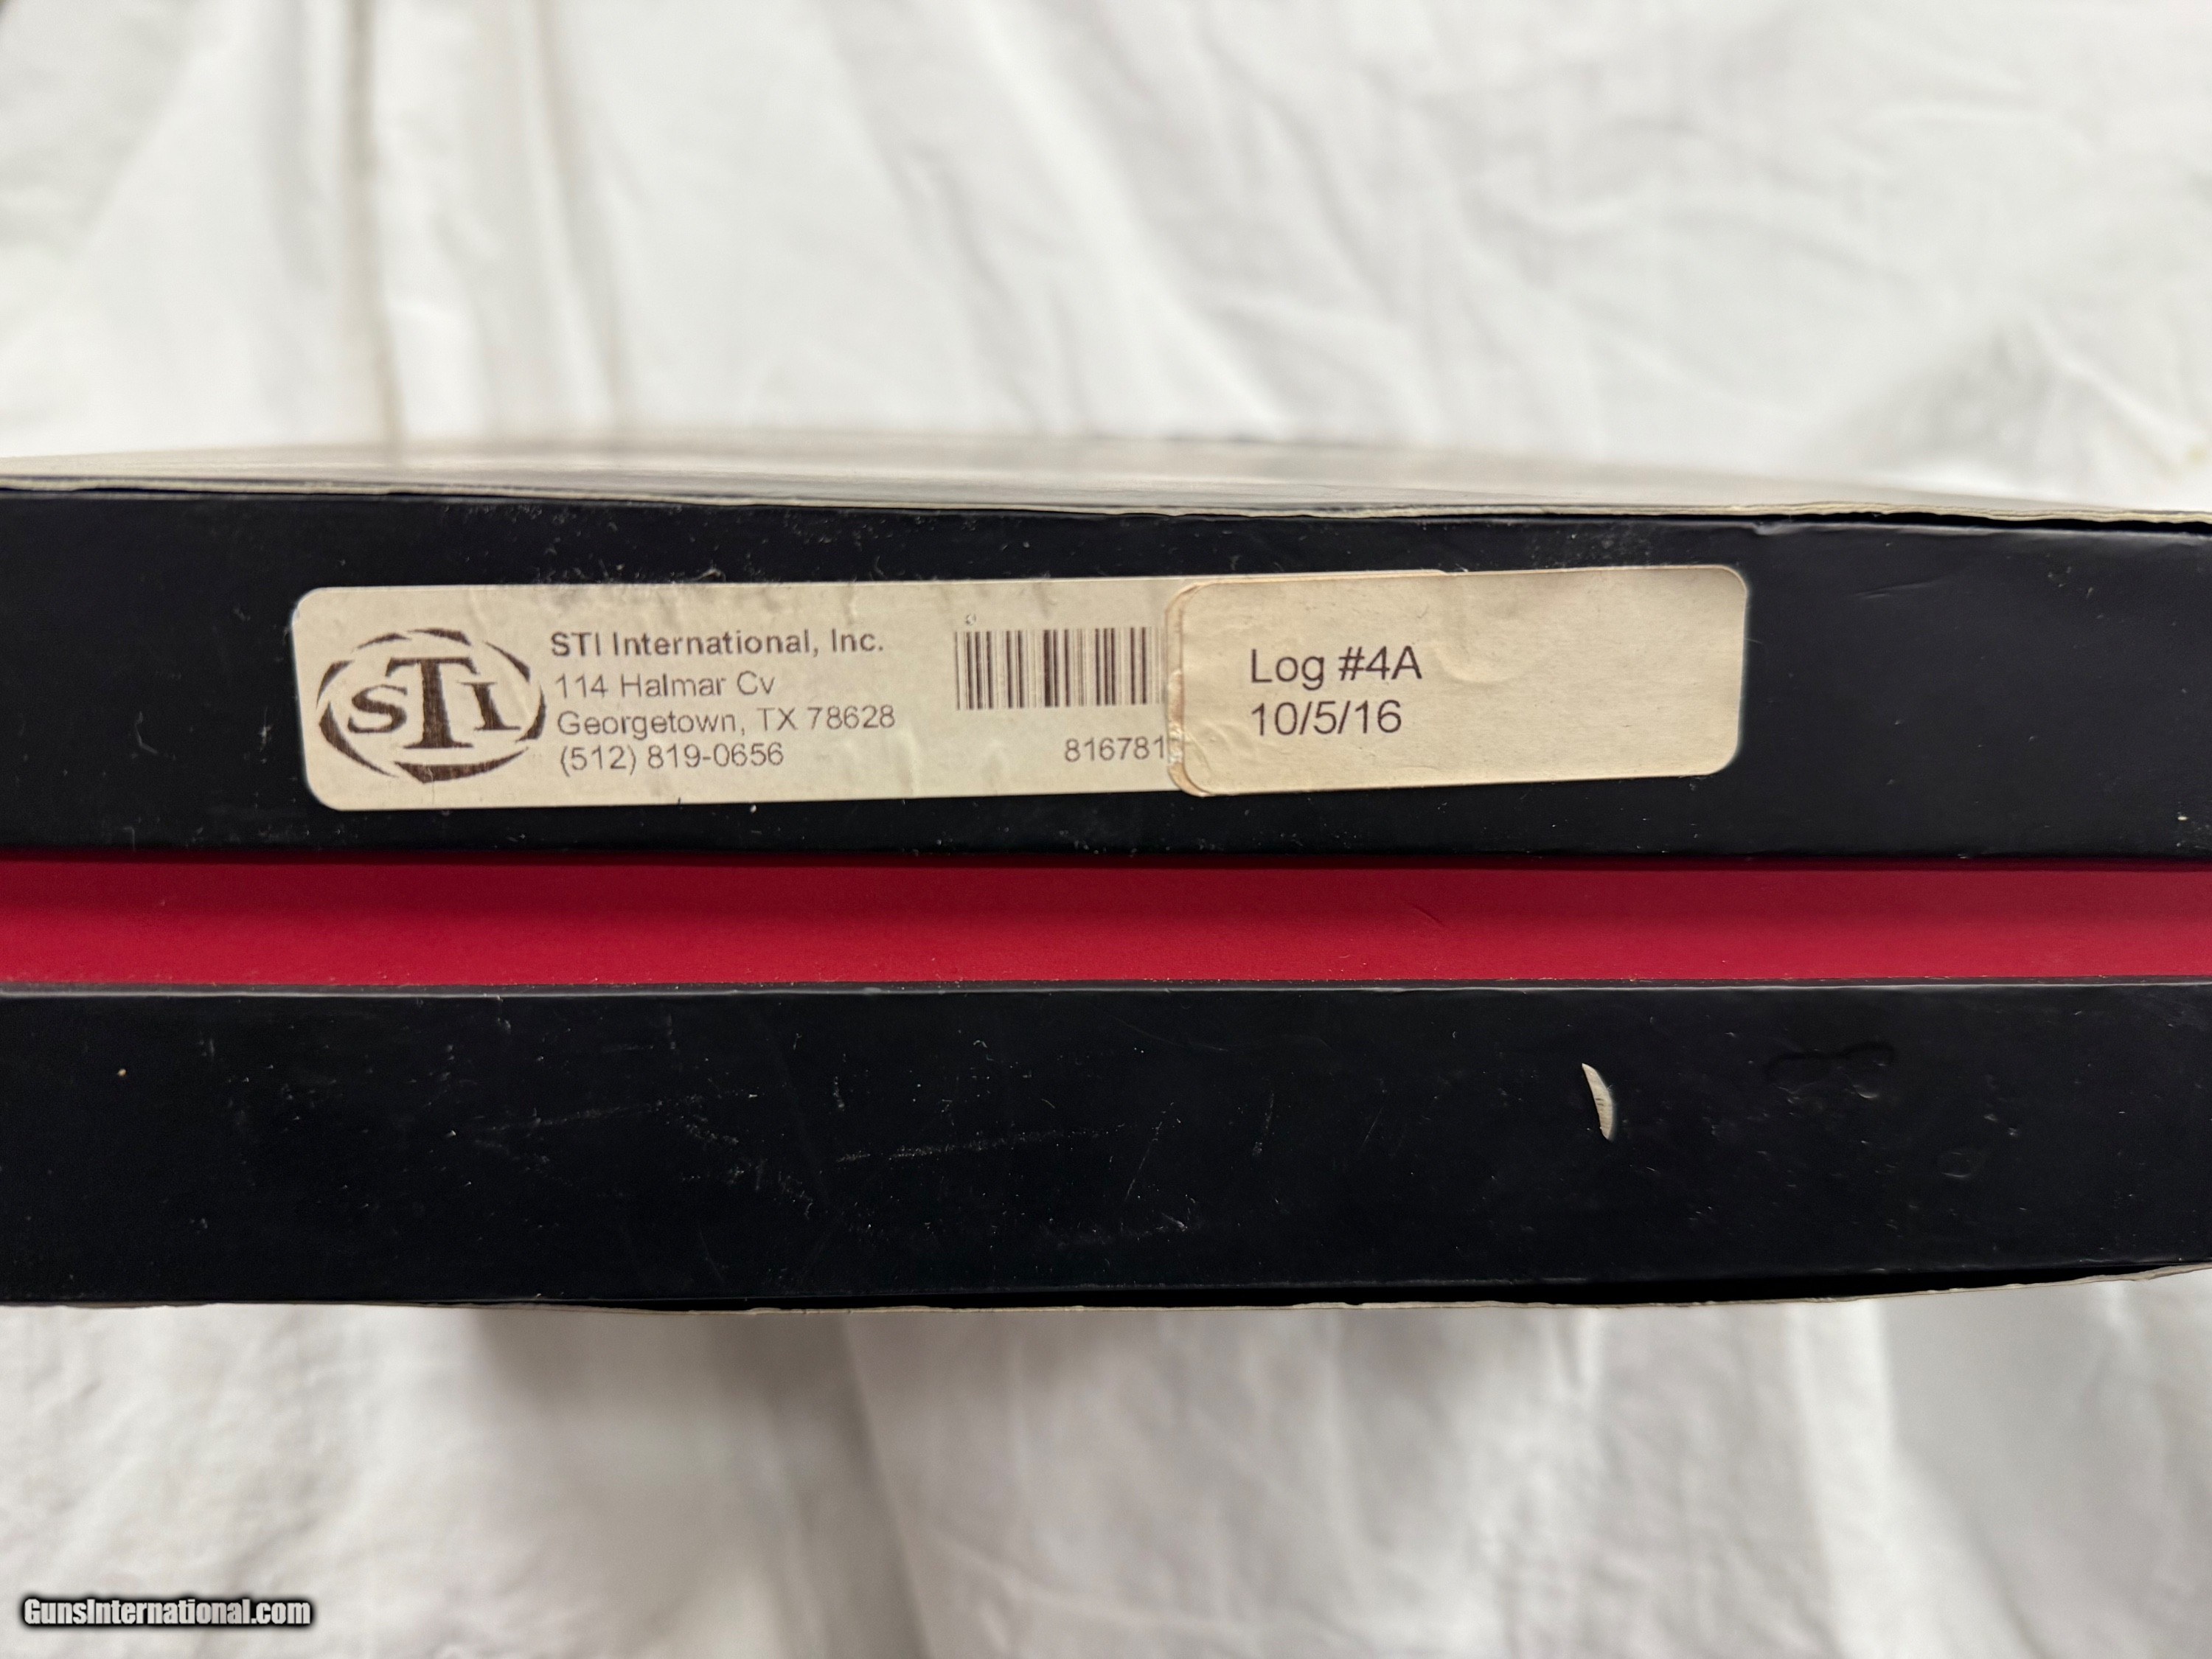 STI
STI International, Inc.
114 Halmar Cv
Georgetown, TX 78628
(512) 819-0656
816781
Log #4A
10/5/16
GunsInternational.com